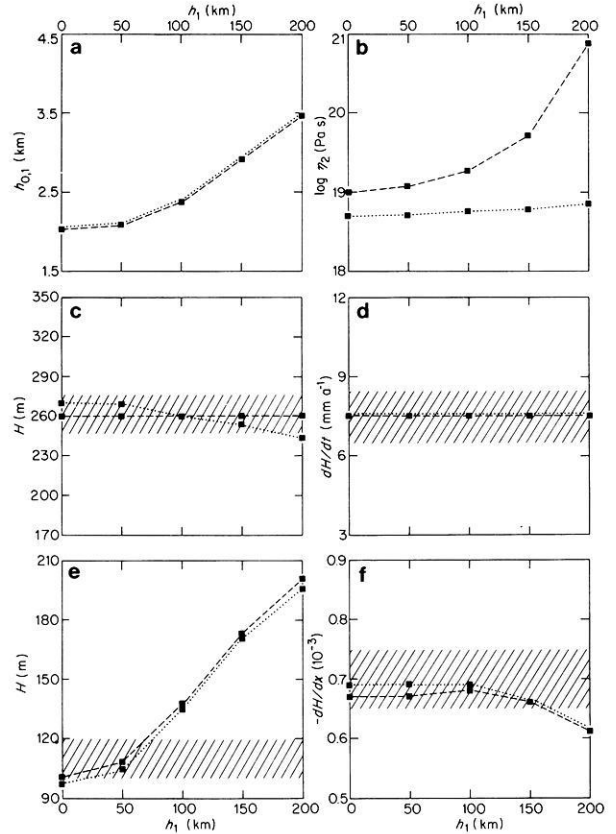 h₁ (km)
h₁ (km)
0 50 100 150 200
0 50 100 150 200
a
4.5
3.5
2.5
1.5
h₀,₁ (km)
b
21
20
19
18
log η₂ (Pa s)
c
350
310
270
260
230
200
170
H (m)
d
12
9
6
3
dH/dt (mm a⁻¹)
e
210
180
150
120
90
H (m)
f
0.9
0.8
0.7
0.6
0.5
-dH/dx (10⁻³)
0 50 100 150 200
0 50 100 150 200
h₁ (km)
h₁ (km)